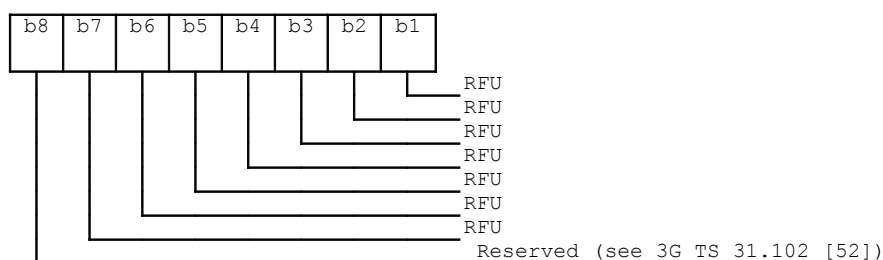 b8 b7 b6 b5 b4 b3 b2 b1
RFU
RFU
RFU
RFU
RFU
RFU
RFU
Reserved (see 3G TS 31.102 [52])